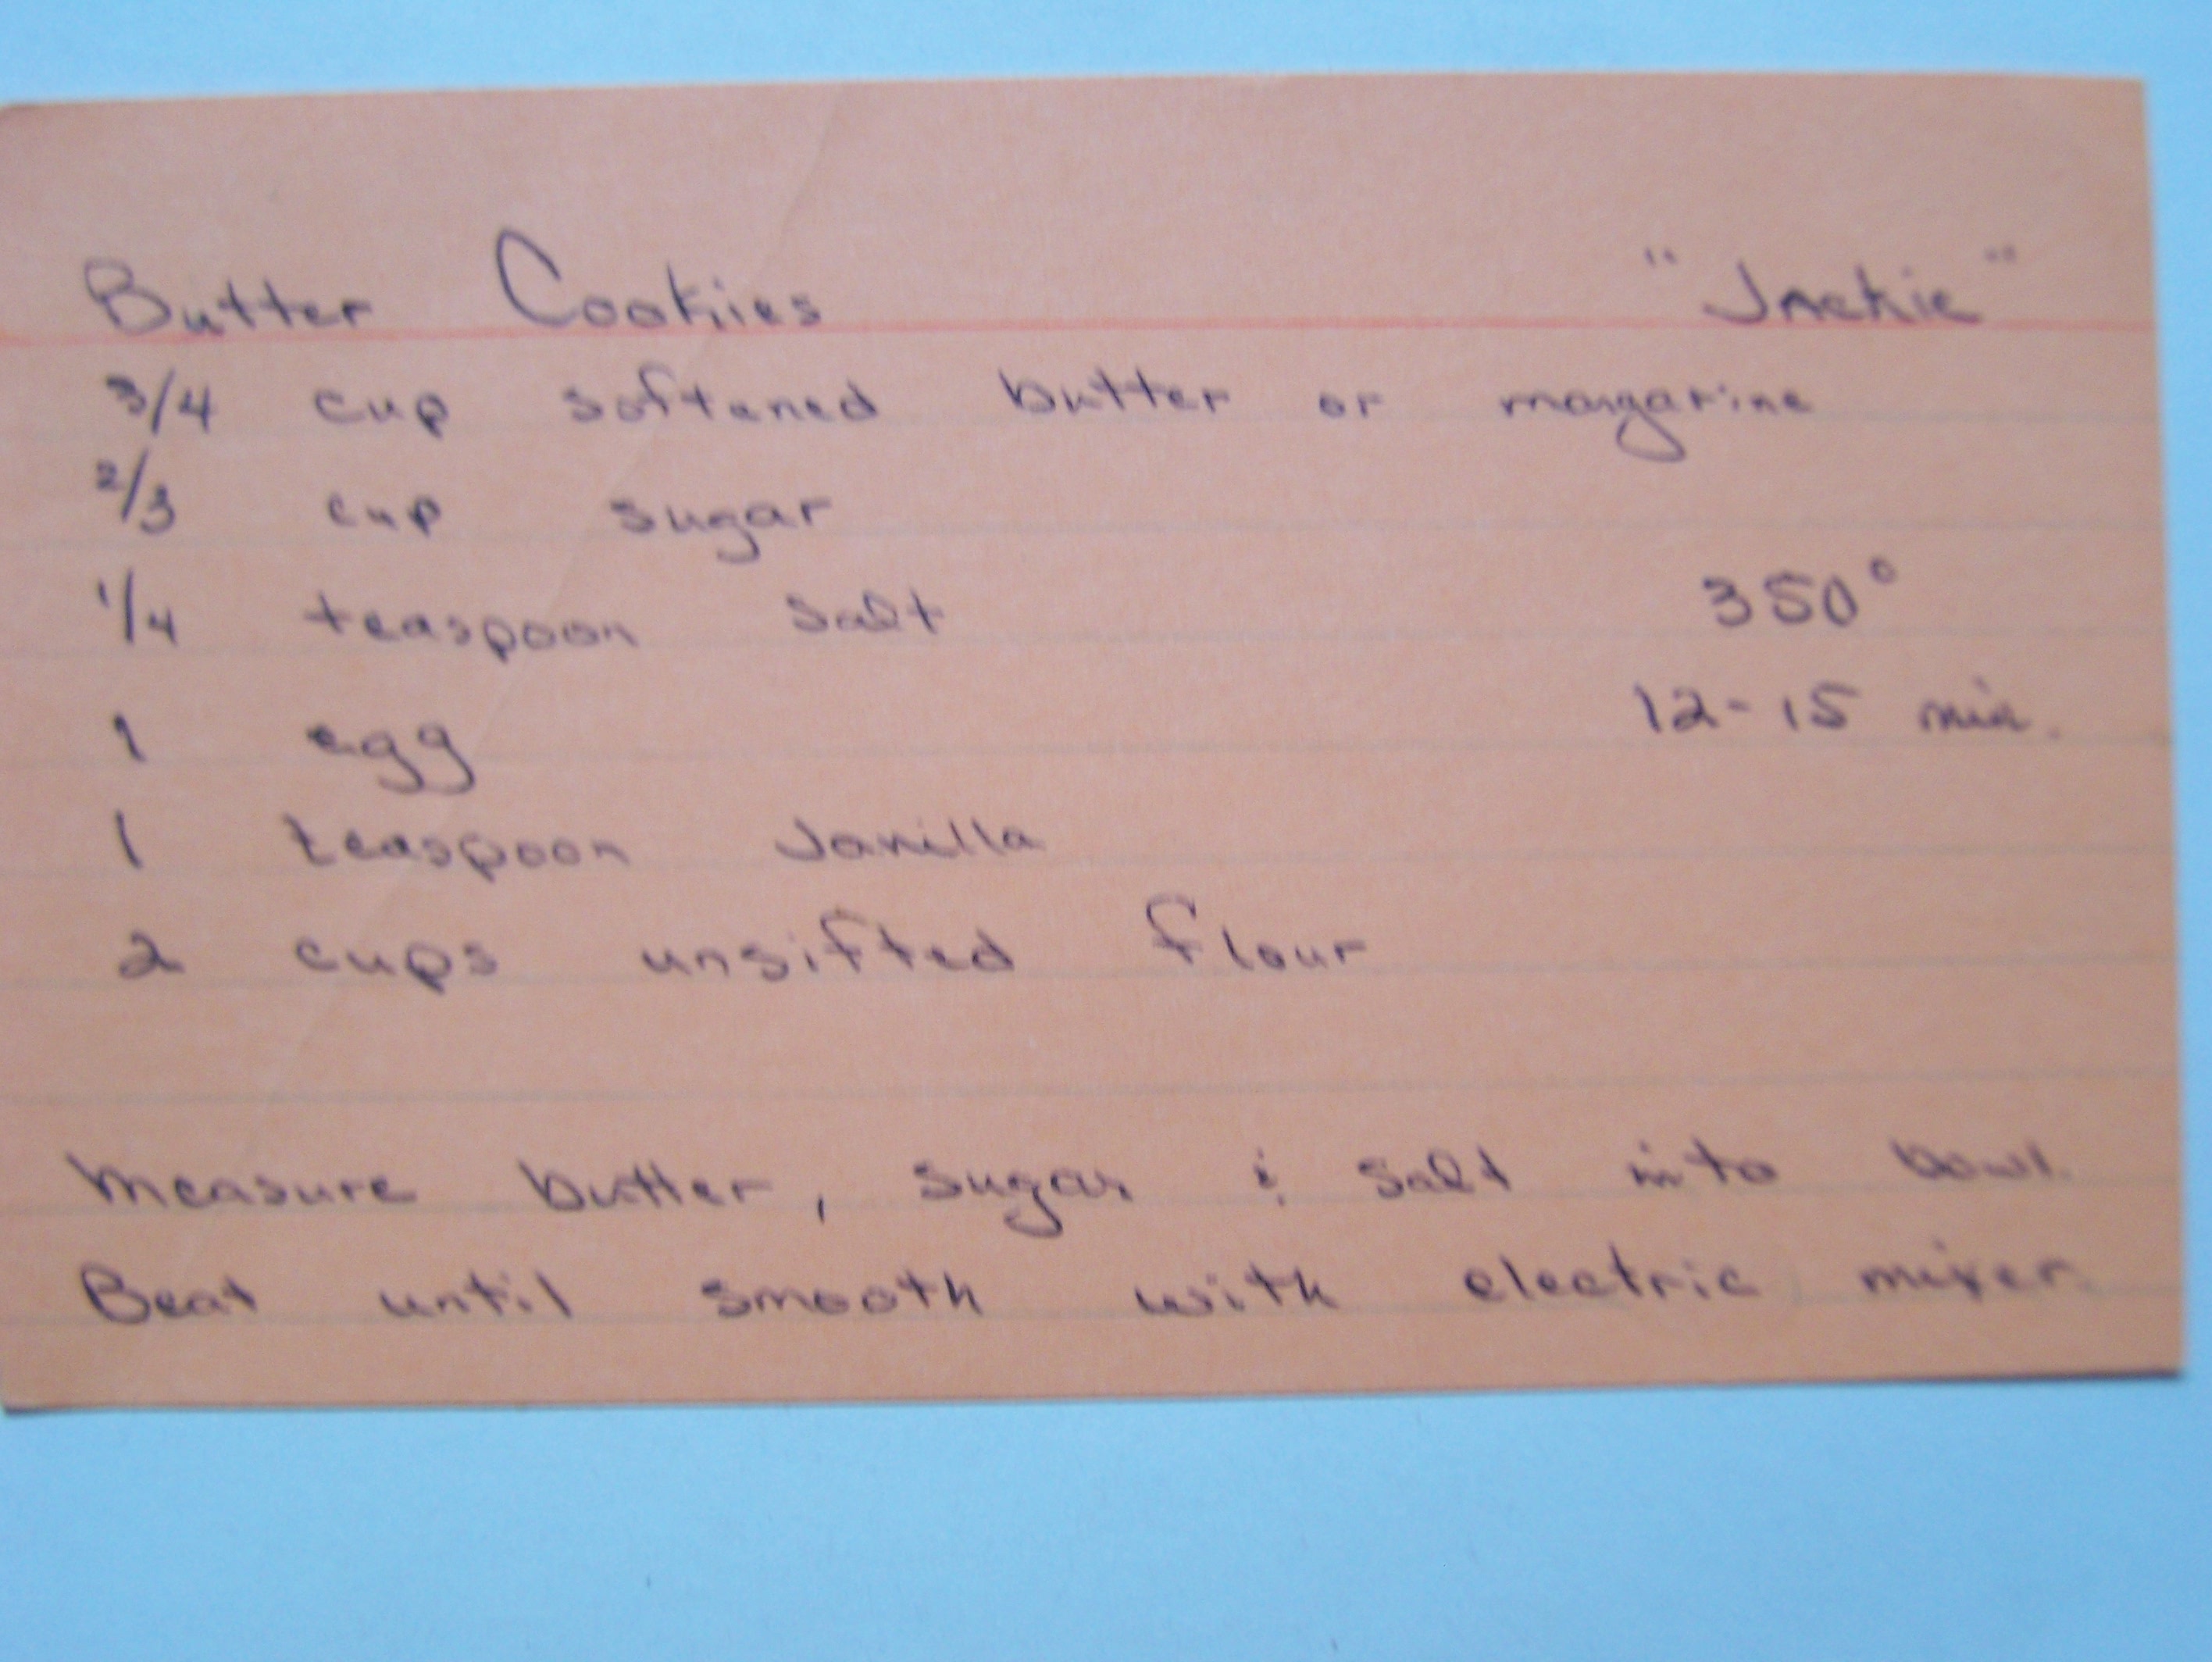 Butter Cookies "Jackie"
3/4 cup softened butter or margarine
2/3 cup sugar
1/4 teaspoon salt 350°
1 egg 12-15 min.
1 teaspoon vanilla
2 cups unsifted flour
Measure butter, sugar & salt into bowl.
Beat until smooth with electric mixer.